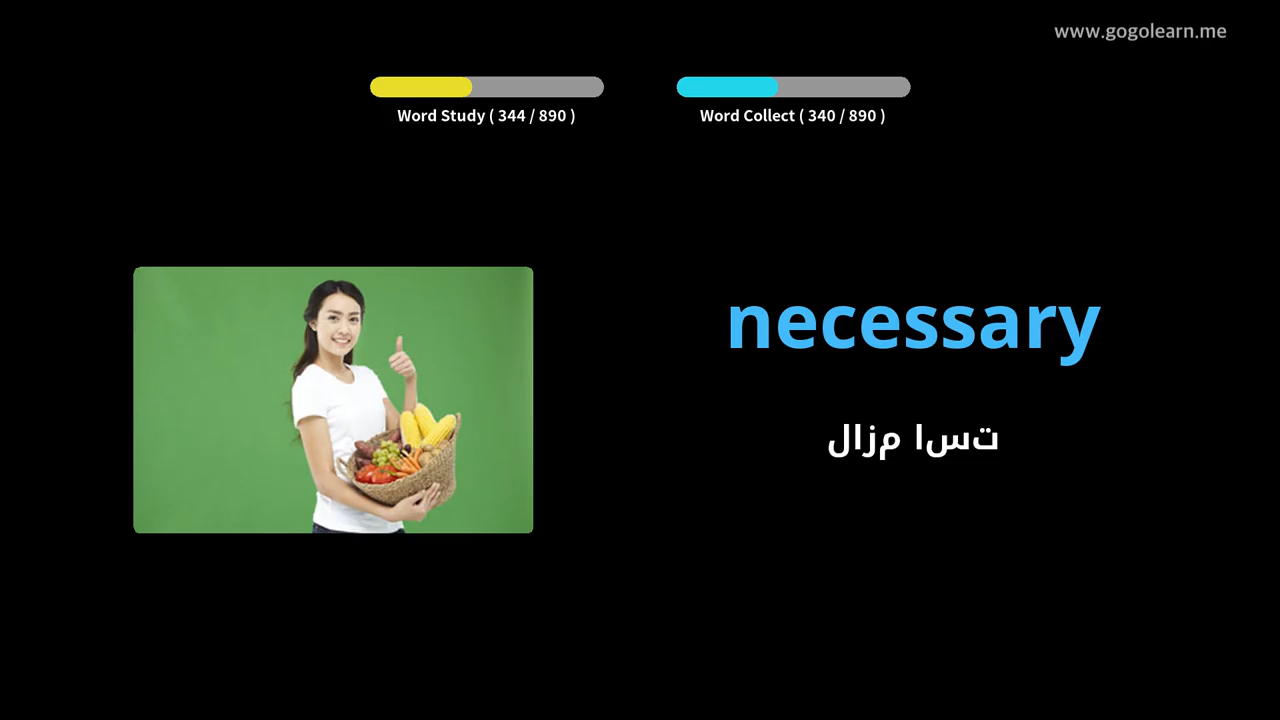 www.gogolearn.me
Word Study ( 344 / 890 )
Word Collect ( 340 / 890 )
necessary
تسا مزال